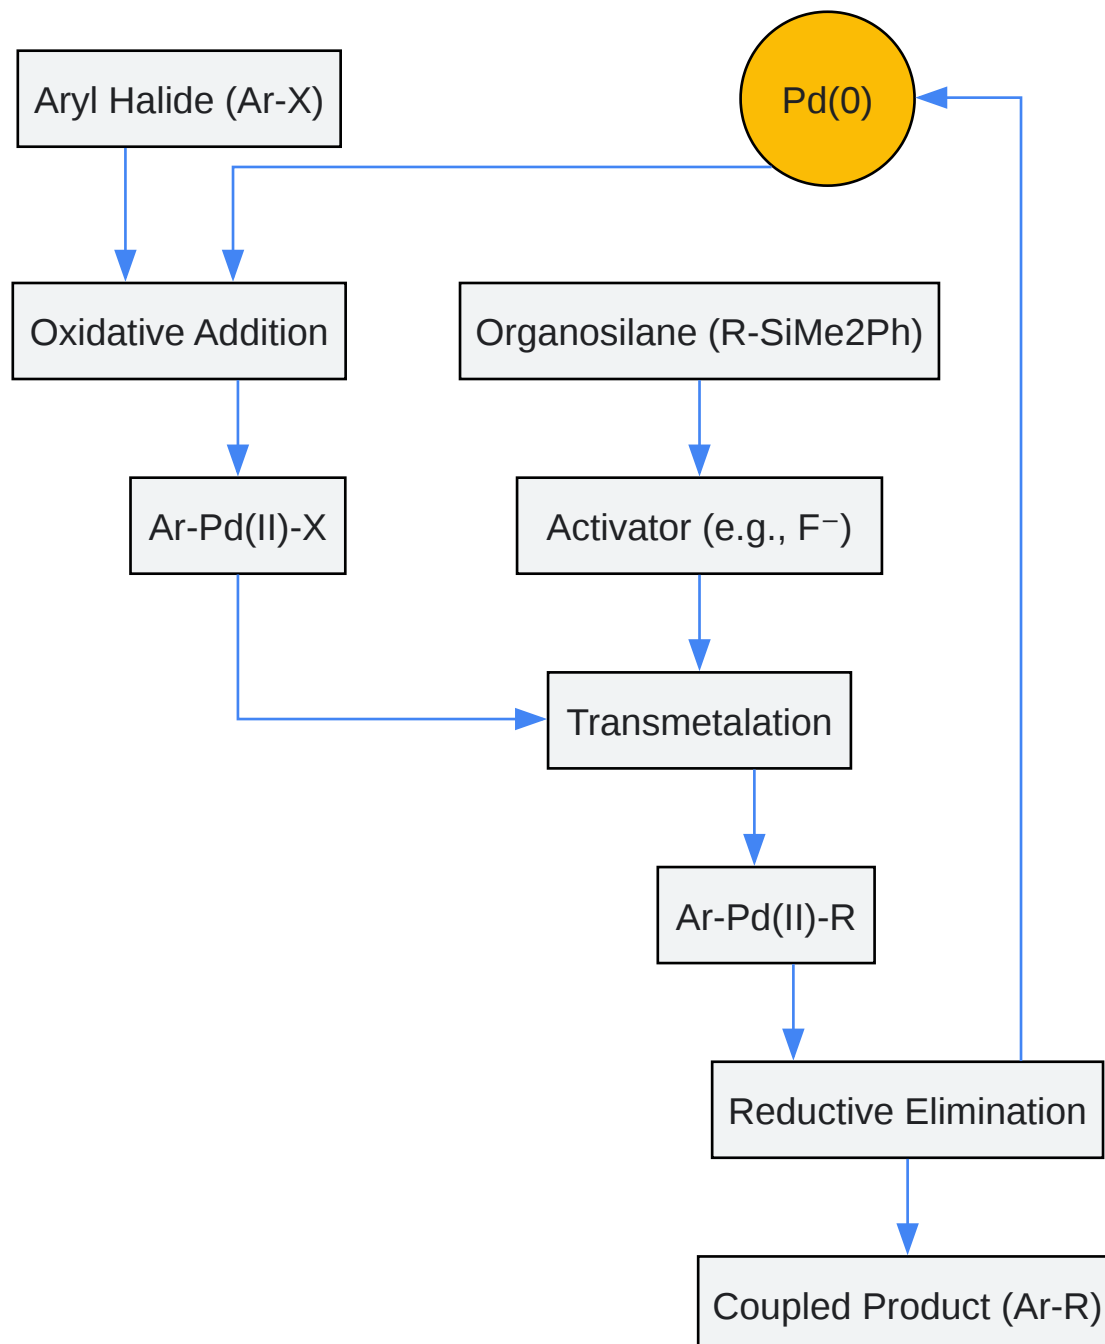 Aryl Halide (Ar-X)
Pd(0)
Oxidative Addition
Organosilane (R-SiMe2Ph)
Ar-Pd(II)-X
Activator (e.g., F⁻)
Transmetalation
Ar-Pd(II)-R
Reductive Elimination
Coupled Product (Ar-R)